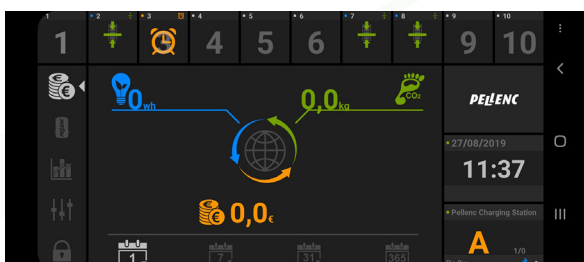 1 2 3 4 5 6 7 8 9 10
1 4 5 6 9 10
0wh
0,0kg
CO2
PELLENC
27/08/2019
11:37
0,0€
Pellenc Charging Station
A
1/0
1 7 31 365